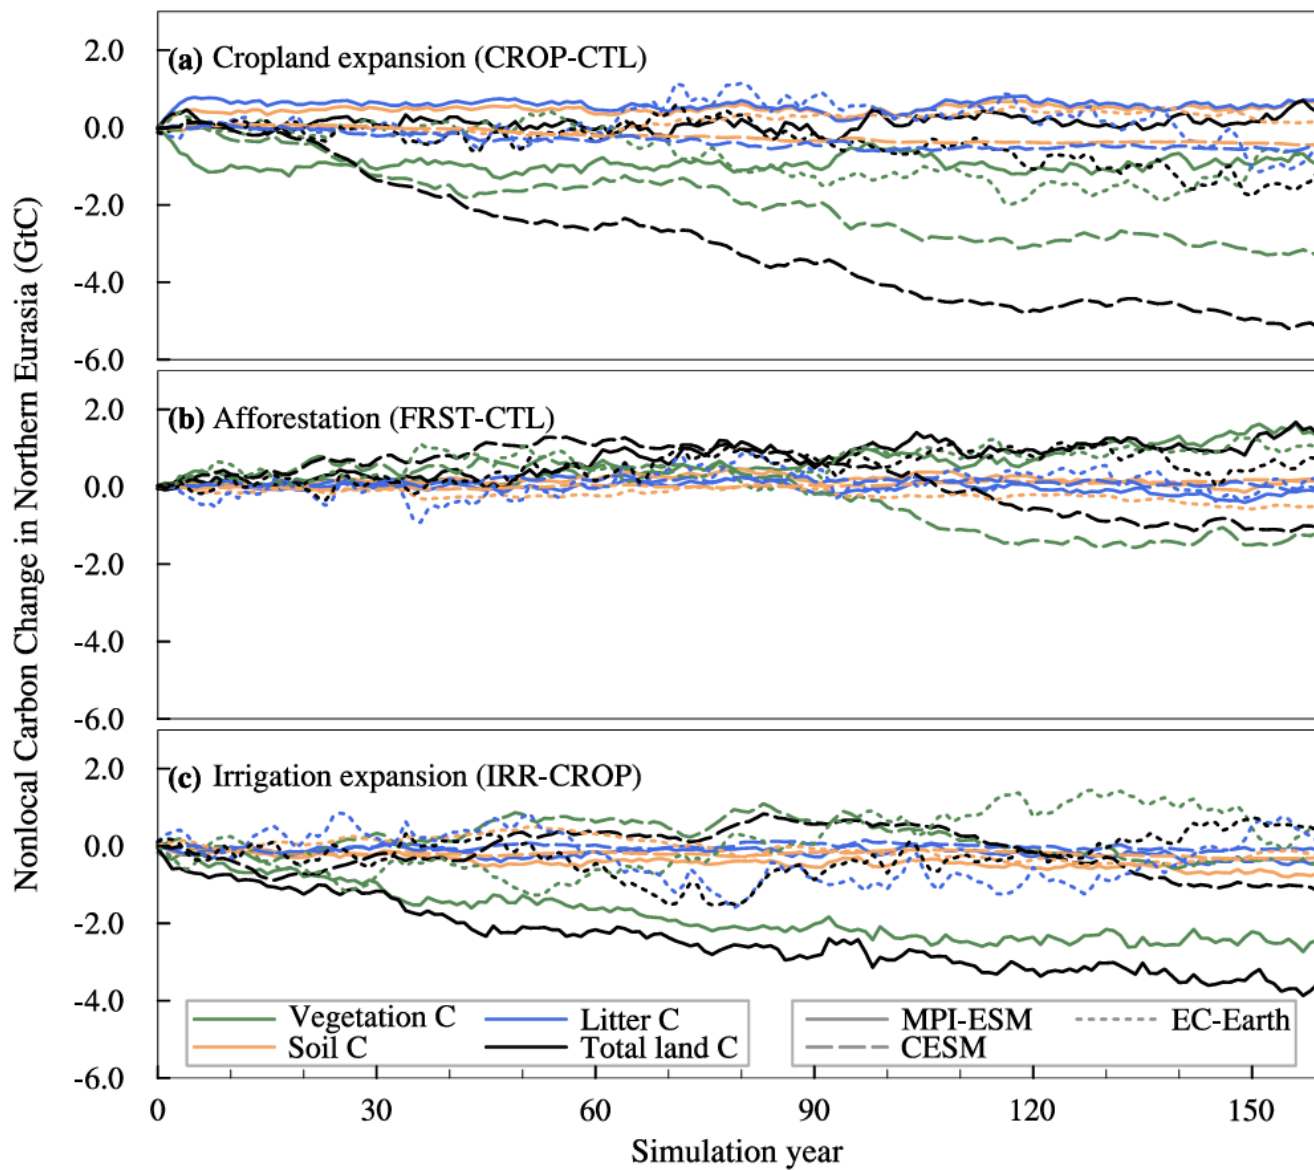 Nonlocal Carbon Change in Northern Eurasia (GtC)
(a) Cropland expansion (CROP-CTL)
2.0
0.0
-2.0
-4.0
-6.0
(b) Afforestation (FRST-CTL)
2.0
0.0
-2.0
-4.0
-6.0
(c) Irrigation expansion (IRR-CROP)
2.0
0.0
-2.0
-4.0
-6.0
Vegetation C
Litter C
Soil C
Total land C
MPI-ESM
EC-Earth
CESM
0 30 60 90 120 150
Simulation year